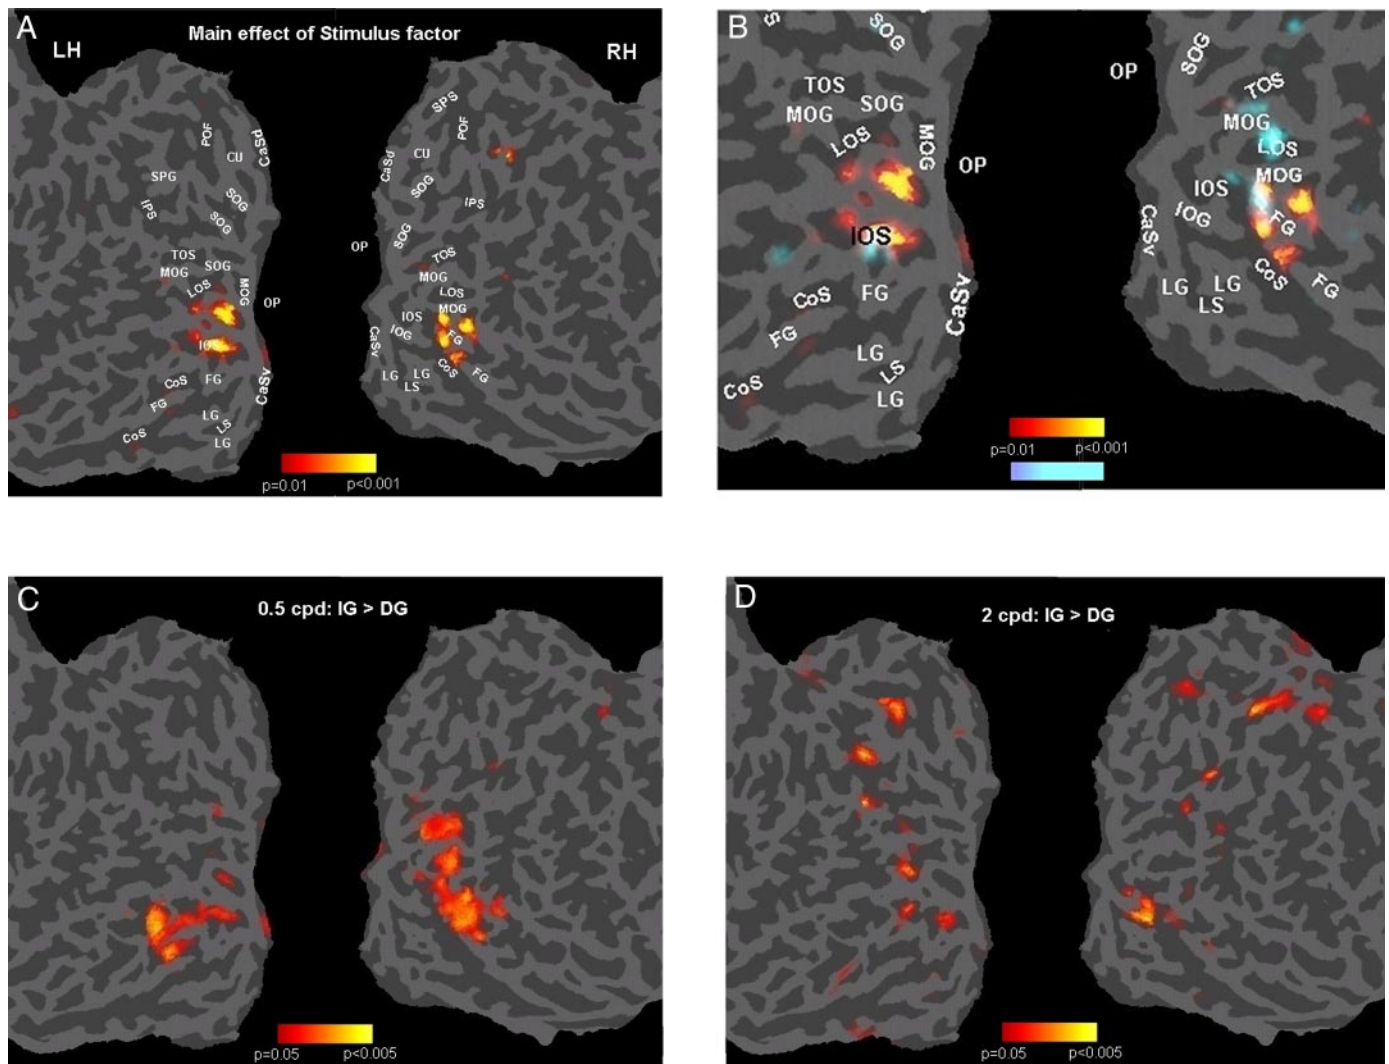 A
Main effect of Stimulus factor
LH
RH
SPS
POF
POF
CaSd
CU
CaSd
CU
SPG
SOG
SOG
IPS
IPS
SOG
SOG
OP
TOS
SOG
TOS
MOG
MOG
LOS
MOG
OP
LOS
MOG
IOS
IOS
IOG
FG
CaSv
CoS
FG
CaSv
CoS
FG
LG
LG
LS
FG
LG
LS
CoS
LG
p=0.01
p<0.001
B
SOG
SOG
OP
TOS
TOS
MOG
SOG
MOG
MOG
LOS
LOS
OP
MOG
IOS
IOG
FG
IOS
CaSv
CoS
FG
CaSv
CoS
FG
LG
LG
LS
FG
LG
LS
CoS
LG
p=0.01
p<0.001
C
0.5 cpd: IG > DG
p=0.05
p<0.005
D
2 cpd: IG > DG
p=0.05
p<0.005